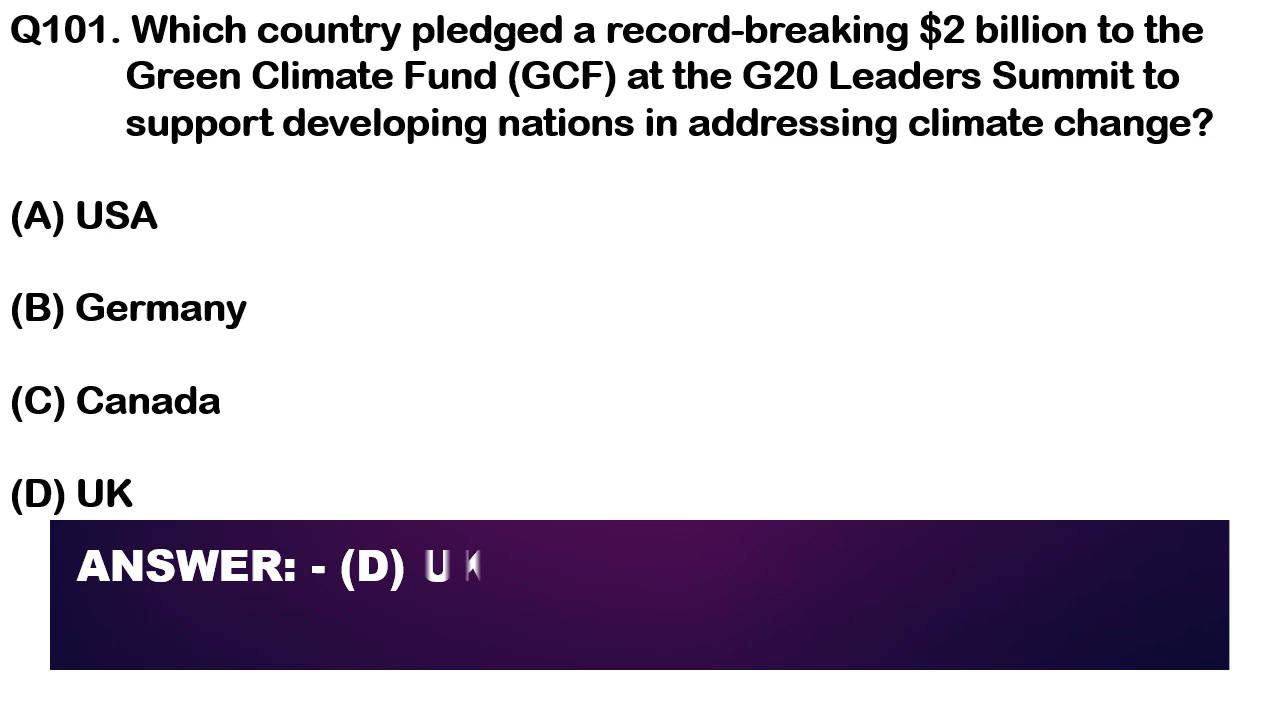 Q101. Which country pledged a record-breaking $2 billion to the
Green Climate Fund (GCF) at the G20 Leaders Summit to
support developing nations in addressing climate change?
(A) USA
(B) Germany
(C) Canada
(D) UK
ANSWER: - (D) UK